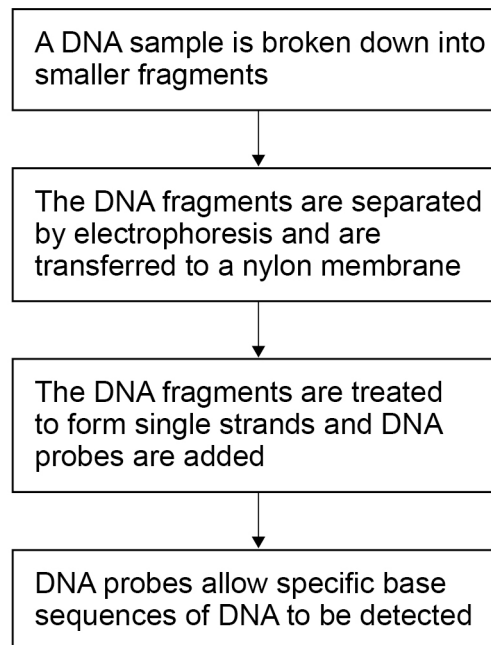 A DNA sample is broken down into
smaller fragments
The DNA fragments are separated
by electrophoresis and are
transferred to a nylon membrane
The DNA fragments are treated
to form single strands and DNA
probes are added
DNA probes allow specific base
sequences of DNA to be detected